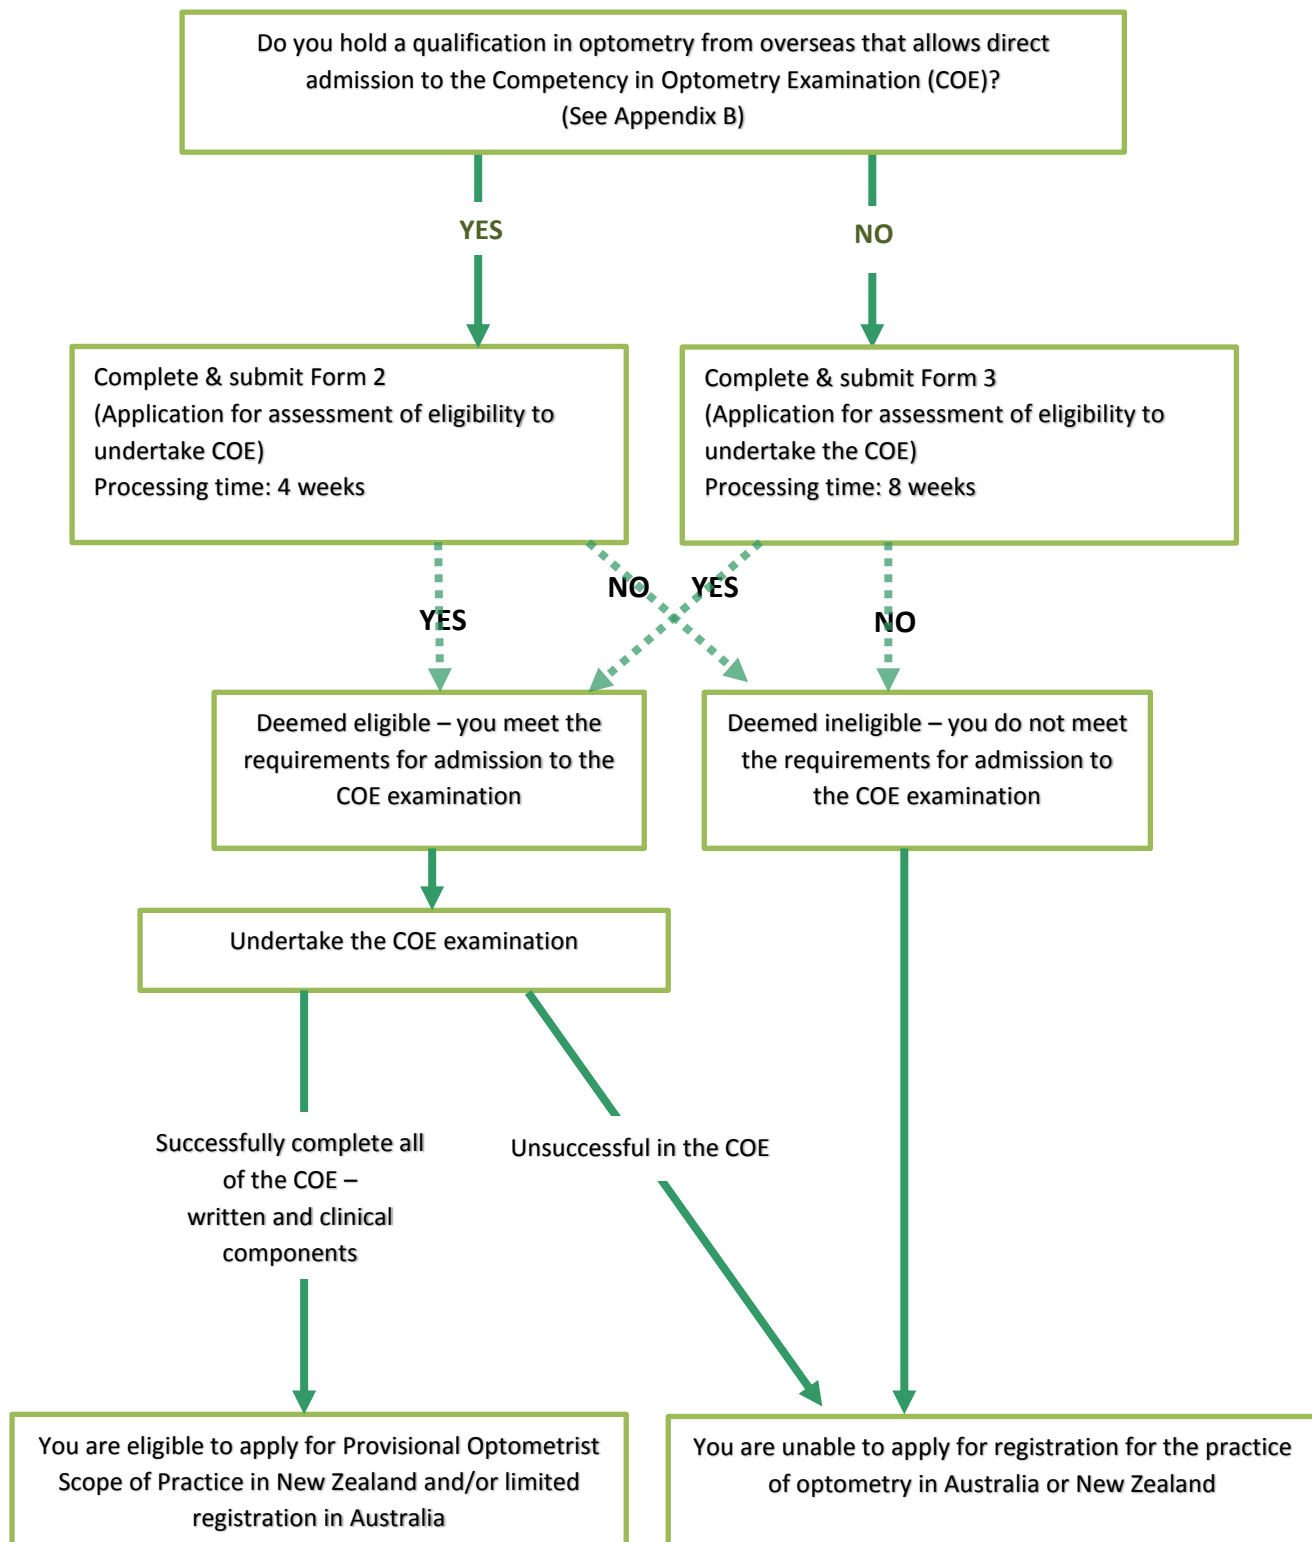 Do you hold a qualification in optometry from overseas that allows direct
admission to the Competency in Optometry Examination (COE)?
(See Appendix B)
YES
NO
Complete & submit Form 2
(Application for assessment of eligibility to
undertake COE)
Processing time: 4 weeks
Complete & submit Form 3
(Application for assessment of eligibility to
undertake the COE)
Processing time: 8 weeks
NO
YES
YES
NO
Deemed eligible – you meet the
requirements for admission to the
COE examination
Deemed ineligible – you do not meet
the requirements for admission to
the COE examination
Undertake the COE examination
Successfully complete all
of the COE –
written and clinical
components
Unsuccessful in the COE
You are eligible to apply for Provisional Optometrist
Scope of Practice in New Zealand and/or limited
registration in Australia
You are unable to apply for registration for the practice
of optometry in Australia or New Zealand